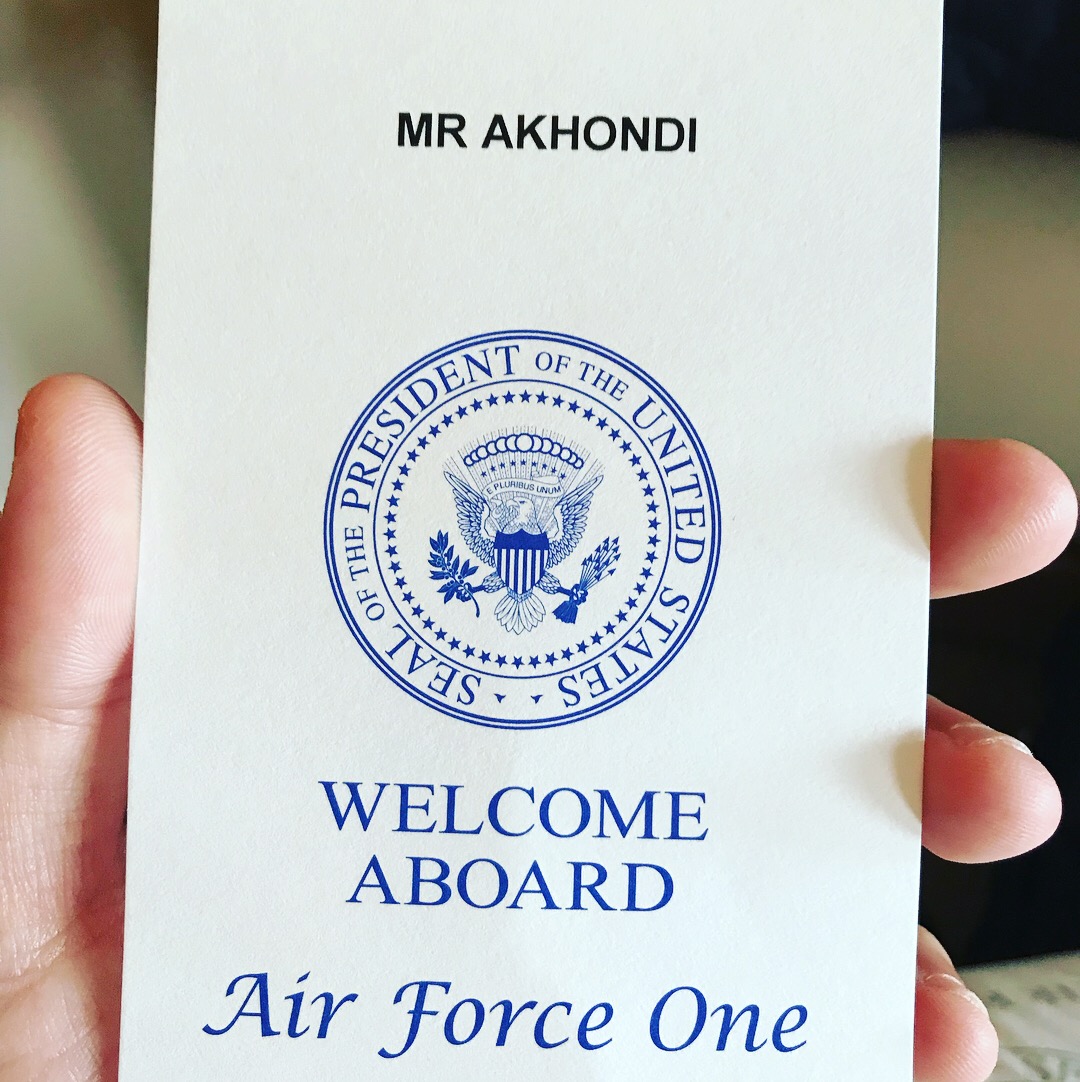 MR AKHONDI
SEAL OF THE PRESIDENT OF THE UNITED STATES
E PLURIBUS UNUM
WELCOME
ABOARD
Air Force One